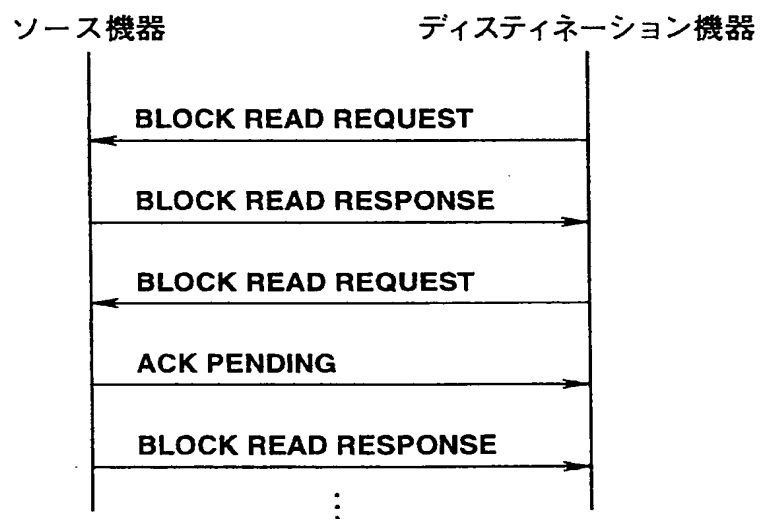 ソース機器 ディスティネーション機器
BLOCK READ REQUEST
BLOCK READ RESPONSE
BLOCK READ REQUEST
ACK PENDING
BLOCK READ RESPONSE